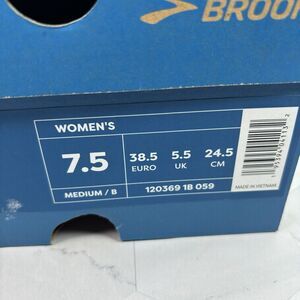 BROO
WOMEN'S
7.5
38.5 5.5 24.5
EURO UK CM
MEDIUM / B
120369 1B 059
MADE IN VIETNAM